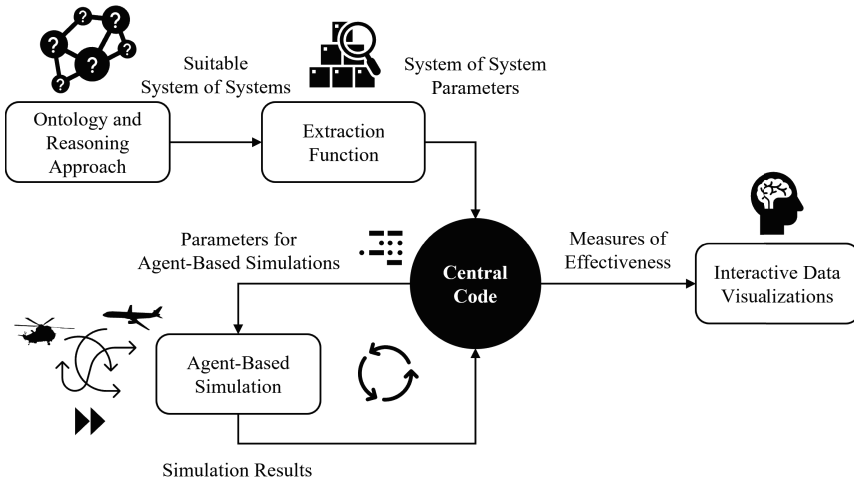 ? ? ? ? ? ?
Suitable
System of Systems
System of System
Parameters
Ontology and
Reasoning
Approach
Extraction
Function
Parameters for
Agent-Based Simulations
Central
Code
Measures of
Effectiveness
Interactive Data
Visualizations
Agent-Based
Simulation
Simulation Results